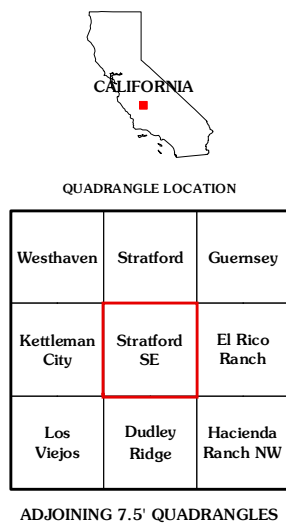 CALIFORNIA
QUADRANGLE LOCATION
Westhaven
Stratford
Guernsey
Kettleman
City
Stratford
SE
El Rico
Ranch
Los
Viejos
Dudley
Ridge
Hacienda
Ranch NW
ADJOINING 7.5' QUADRANGLES